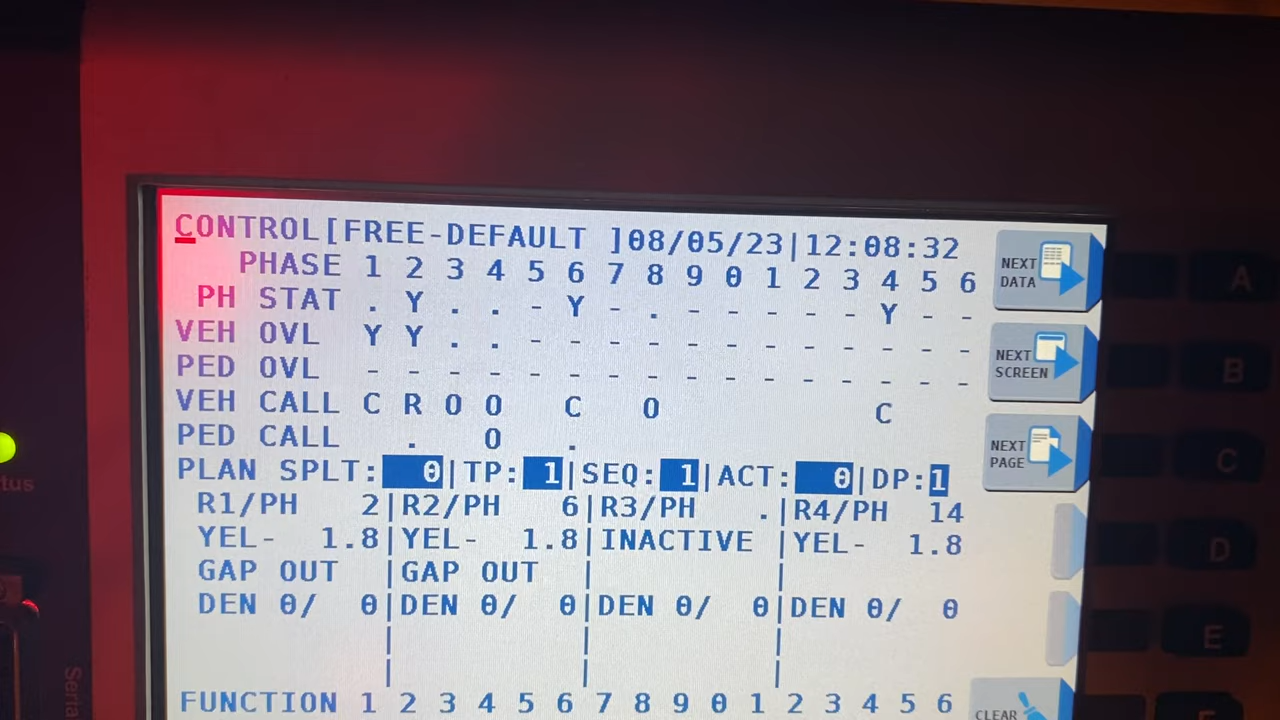 CONTROL[FREE-DEFAULT ]08/05/23|12:08:32
PHASE 1 2 3 4 5 6 7 8 9 0 1 2 3 4 5 6
PH STAT . Y . . - Y - . - - - - - Y - -
VEH OVL Y Y . . - - - - - - - - - - - -
PED OVL - - - - - - - - - - - - - - - -
VEH CALL C R 0 0 C 0 C
PED CALL . 0 .
PLAN SPLT: 0|TP: 1|SEQ: 1|ACT: 0|DP:1
R1/PH 2|R2/PH 6|R3/PH .|R4/PH 14
YEL- 1.8|YEL- 1.8|INACTIVE |YEL- 1.8
GAP OUT |GAP OUT | |
DEN 0/ 0|DEN 0/ 0|DEN 0/ 0|DEN 0/ 0
FUNCTION 1 2 3 4 5 6 7 8 9 0 1 2 3 4 5 6
NEXT
DATA
NEXT
SCREEN
NEXT
PAGE
CLEAR
A
B
C
D
E
tus
Seria